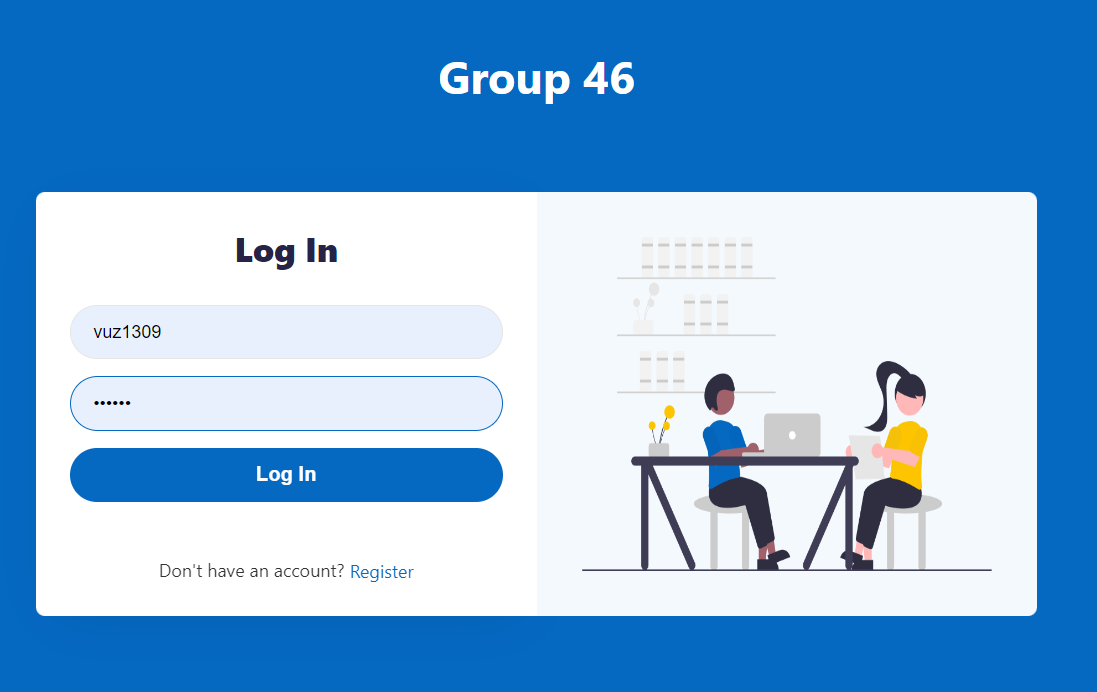 Group 46
Log In
vuz1309
••••••
Log In
Don't have an account? Register